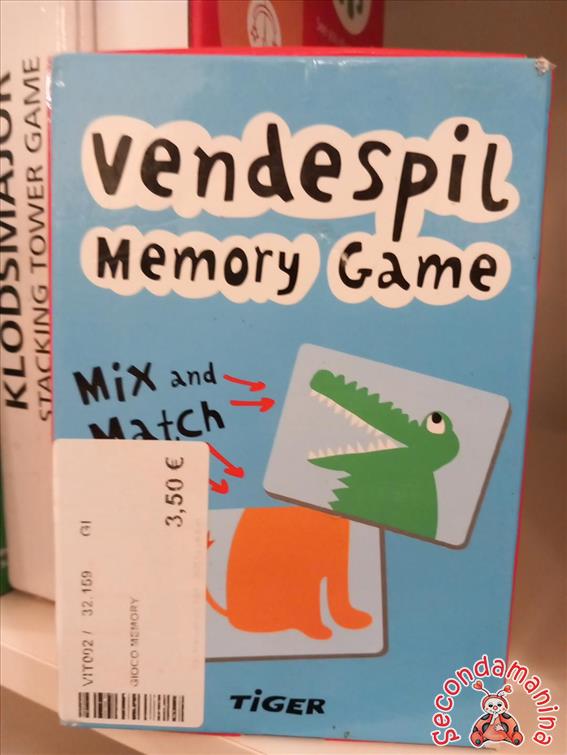 Vendespil
Memory Game
Mix and
Match
3,50 €
VIT002 / 32.159 GI
GIOCO MEMORY
TiGER
KLODSMAJOR
STACKING TOWER GAME
Secondamanina